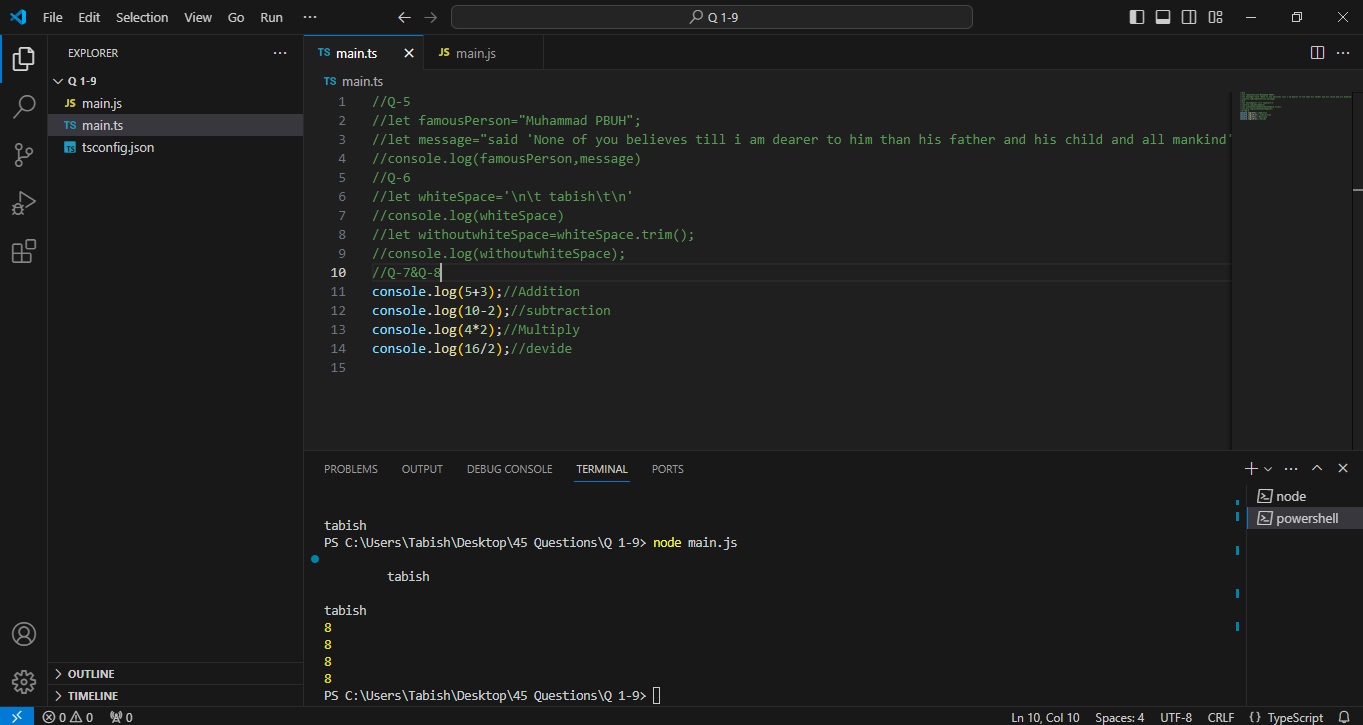 File Edit Selection View Go Run ···
Q 1-9
EXPLORER ···
TS main.ts
JS main.js
Q 1-9
JS main.js
TS main.ts
TS tsconfig.json
TS main.ts
1 //Q-5
2 //let famousPerson="Muhammad PBUH";
3 //let message="said 'None of you believes till i am dearer to him than his father and his child and all mankind'
4 //console.log(famousPerson,message)
5 //Q-6
6 //let whiteSpace='\n\t tabish\t\n'
7 //console.log(whiteSpace)
8 //let withoutwhiteSpace=whiteSpace.trim();
9 //console.log(withoutwhiteSpace);
10 //Q-7&Q-8
11 console.log(5+3);//Addition
12 console.log(10-2);//subtraction
13 console.log(4*2);//Multiply
14 console.log(16/2);//devide
15
PROBLEMS OUTPUT DEBUG CONSOLE TERMINAL PORTS
node
powershell
tabish
PS C:\Users\Tabish\Desktop\45 Questions\Q 1-9> node main.js
tabish
tabish
8
8
8
8
PS C:\Users\Tabish\Desktop\45 Questions\Q 1-9>
OUTLINE
TIMELINE
0 0 0
Ln 10, Col 10 Spaces: 4 UTF-8 CRLF {} TypeScript